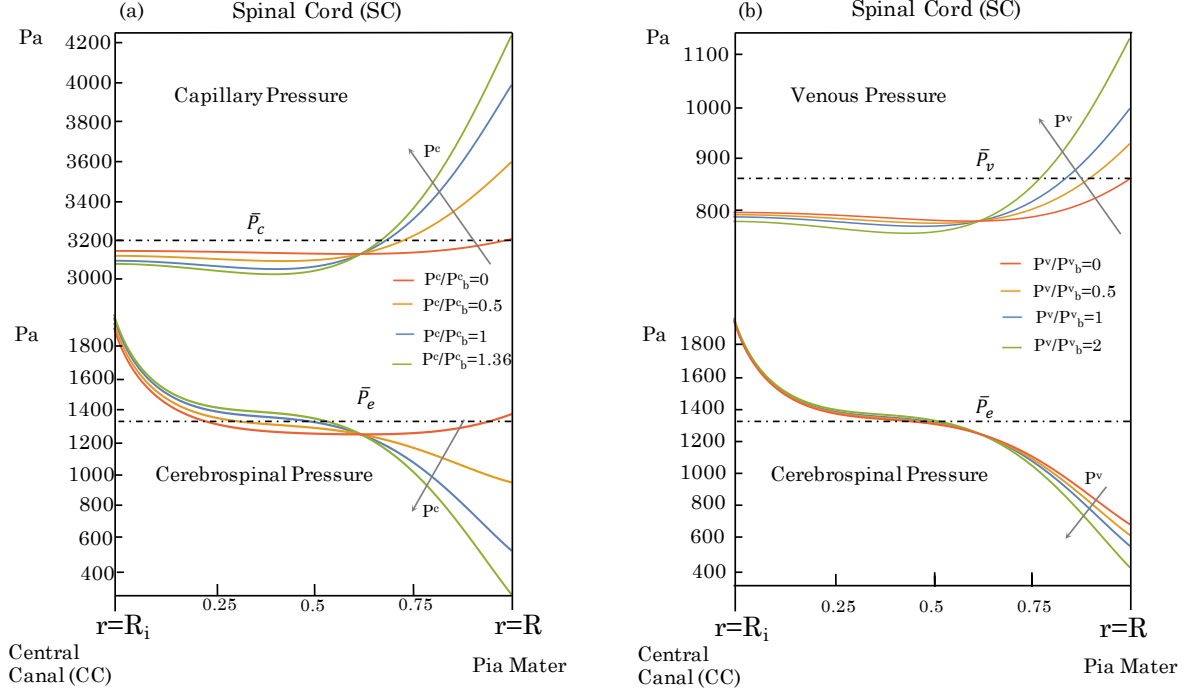 (a)
Spinal Cord (SC)
Pa
4200
4000
3800
3600
3400
3200
3000
Capillary Pressure
Pᶜ
P̄c
Pᶜ/Pᶜb=0
Pᶜ/Pᶜb=0.5
Pᶜ/Pᶜb=1
Pᶜ/Pᶜb=1.36
Pa
1800
1600
1400
1200
1000
800
600
400
P̄e
Cerebrospinal Pressure
Pᶜ
0.25
0.5
0.75
r=Rᵢ
r=R
Central
Canal (CC)
Pia Mater
(b)
Spinal Cord (SC)
Pa
1100
1000
900
800
Venous Pressure
Pᵛ
P̄v
Pᵛ/Pᵛb=0
Pᵛ/Pᵛb=0.5
Pᵛ/Pᵛb=1
Pᵛ/Pᵛb=2
Pa
1800
1600
1400
1200
1000
800
600
400
P̄e
Cerebrospinal Pressure
Pᵛ
0.25
0.5
0.75
r=Rᵢ
r=R
Central
Canal (CC)
Pia Mater